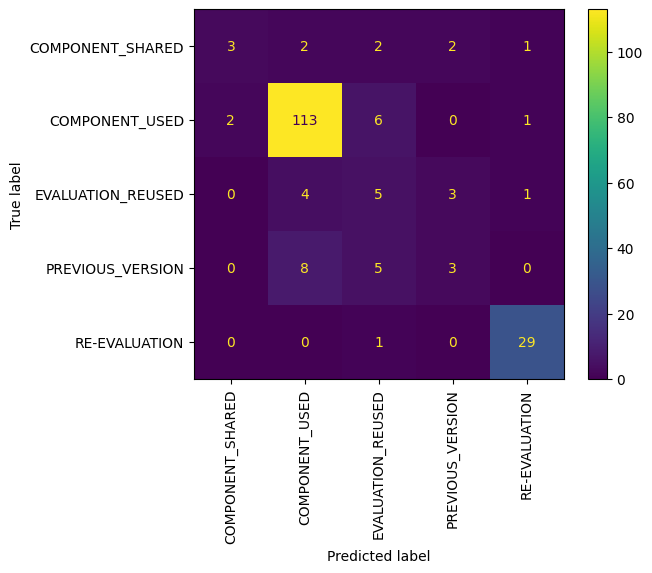 COMPONENT_SHARED 3 2 2 2 1
COMPONENT_USED 2 113 6 0 1
EVALUATION_REUSED 0 4 5 3 1
PREVIOUS_VERSION 0 8 5 3 0
RE-EVALUATION 0 0 1 0 29
True label
COMPONENT_SHARED
COMPONENT_USED
EVALUATION_REUSED
PREVIOUS_VERSION
RE-EVALUATION
Predicted label
100
80
60
40
20
0